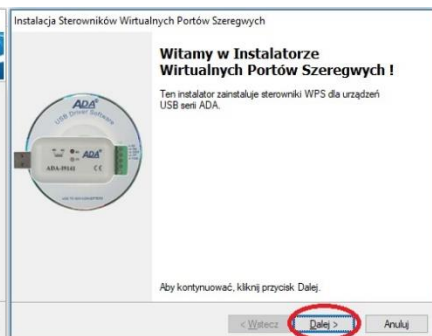 Instalacja Sterowników Wirtualnych Portów Szeregwych
Witamy w Instalatorze
Wirtualnych Portów Szeregwych !
Ten instalator zainstaluje sterowniki WPS dla urządzeń
USB serii ADA.
ADA®
USB Driver Software
ADA®
ADA-I9141
CE
Aby kontynuować, kliknij przycisk Dalej.
< Wstecz
Dalej >
Anuluj